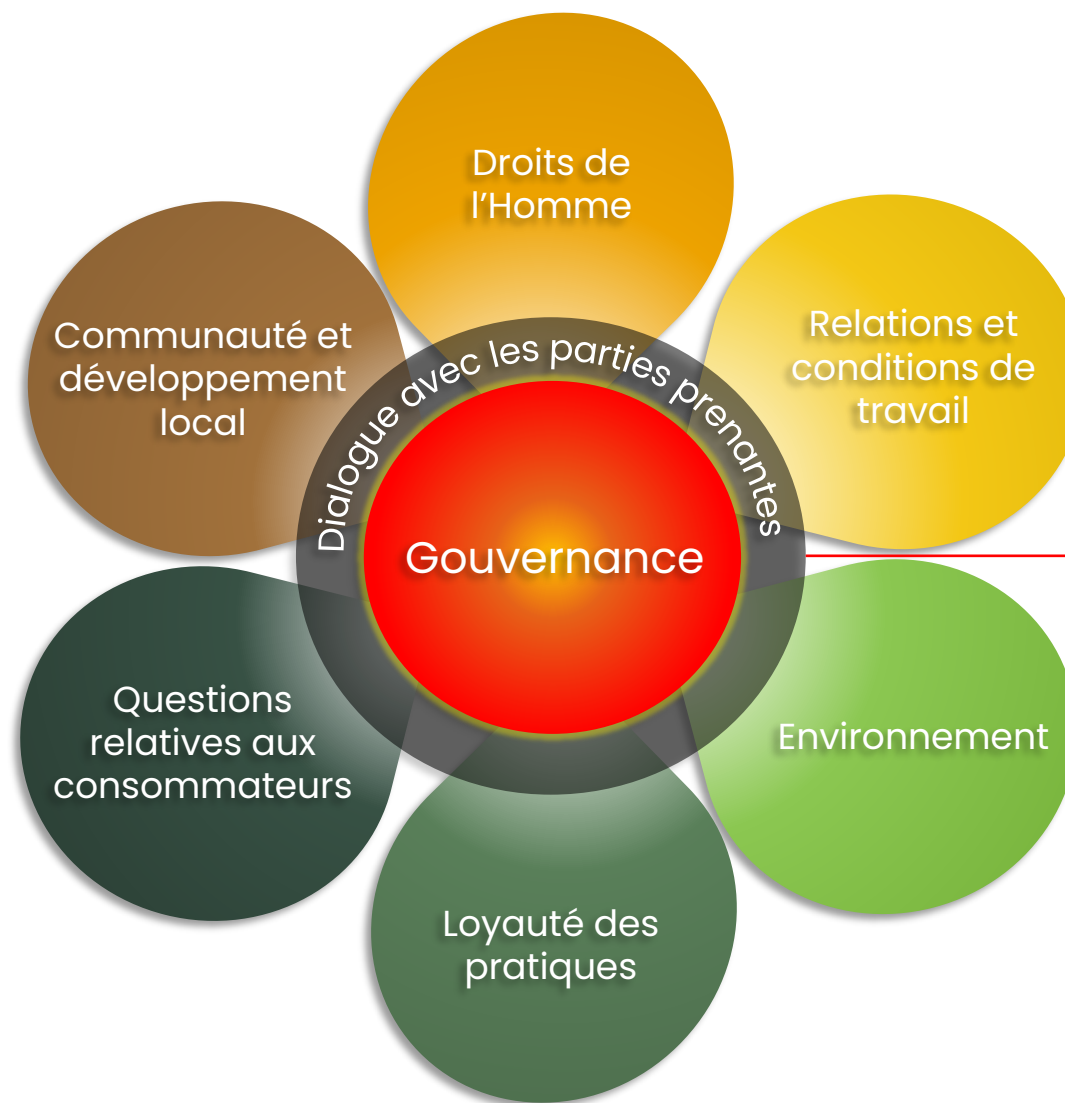 Droits de
l’Homme
Relations et
conditions de
travail
Communauté et
développement
local
Dialogue avec les parties prenantes
Gouvernance
Environnement
Questions
relatives aux
consommateurs
Loyauté des
pratiques